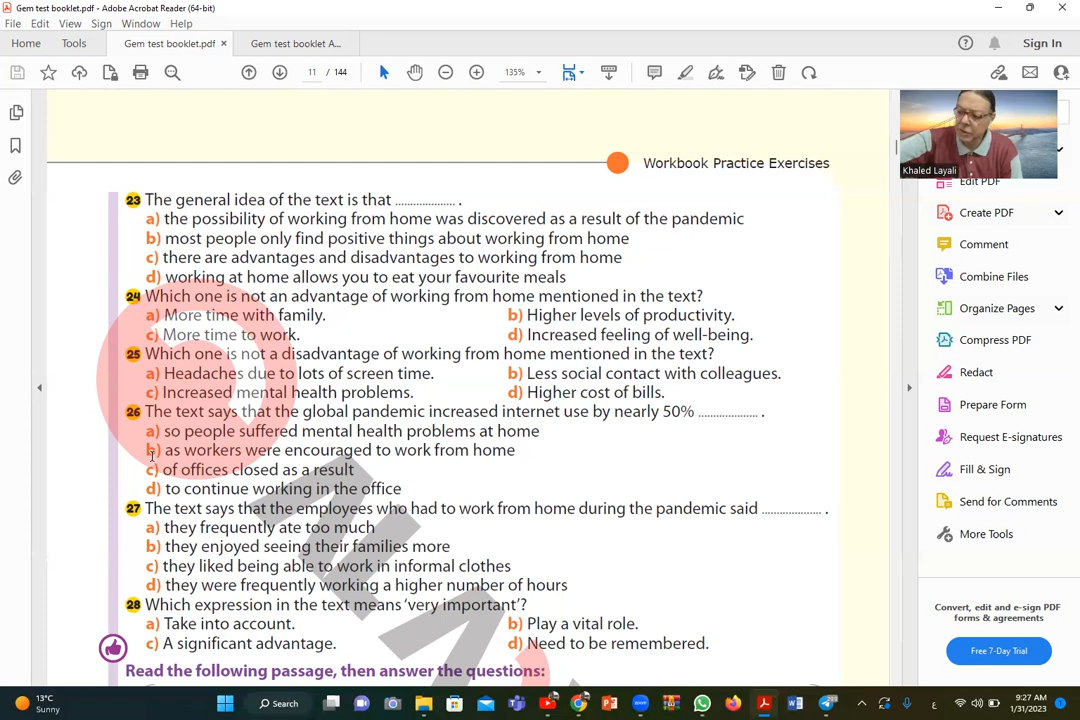 Gem test booklet.pdf - Adobe Acrobat Reader (64-bit)
File Edit View Sign Window Help
Home Tools Gem test booklet.pdf × Gem test booklet A... Sign In
11 / 144 135%
Khaled Layali
Workbook Practice Exercises
23 The general idea of the text is that .................... .
a) the possibility of working from home was discovered as a result of the pandemic
b) most people only find positive things about working from home
c) there are advantages and disadvantages to working from home
d) working at home allows you to eat your favourite meals
24 Which one is not an advantage of working from home mentioned in the text?
a) More time with family. b) Higher levels of productivity.
c) More time to work. d) Increased feeling of well-being.
25 Which one is not a disadvantage of working from home mentioned in the text?
a) Headaches due to lots of screen time. b) Less social contact with colleagues.
c) Increased mental health problems. d) Higher cost of bills.
26 The text says that the global pandemic increased internet use by nearly 50% .................... .
a) so people suffered mental health problems at home
b) as workers were encouraged to work from home
c) of offices closed as a result
d) to continue working in the office
27 The text says that the employees who had to work from home during the pandemic said .................... .
a) they frequently ate too much
b) they enjoyed seeing their families more
c) they liked being able to work in informal clothes
d) they were frequently working a higher number of hours
28 Which expression in the text means ‘very important’?
a) Take into account. b) Play a vital role.
c) A significant advantage. d) Need to be remembered.
Read the following passage, then answer the questions:
Edit PDF
Create PDF
Comment
Combine Files
Organize Pages
Compress PDF
Redact
Prepare Form
Request E-signatures
Fill & Sign
Send for Comments
More Tools
Convert, edit and e-sign PDF
forms & agreements
Free 7-Day Trial
13°C
Sunny
Search
ع
9:27 AM
1/31/2023